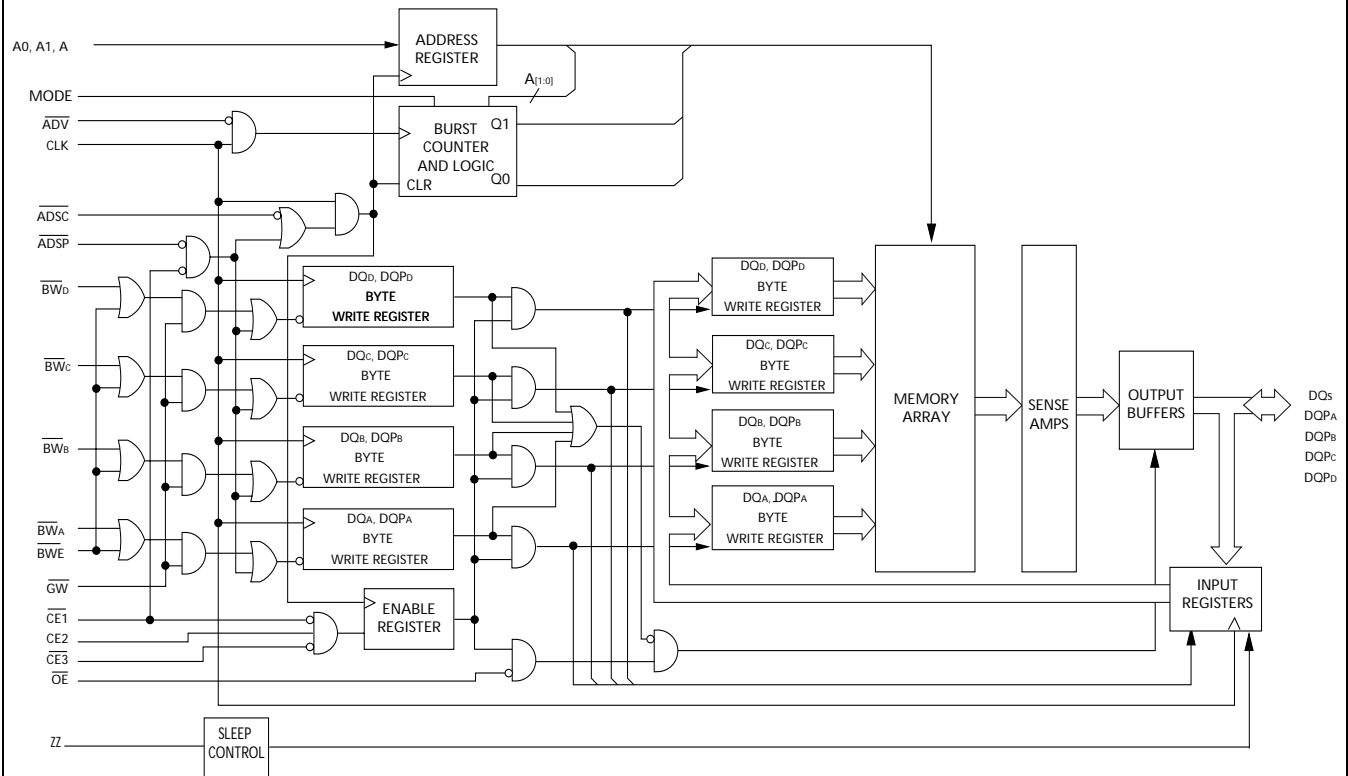 A0, A1, A
ADDRESS
REGISTER
A[1:0]
MODE
ADV
CLK
BURST
COUNTER
AND LOGIC
CLR
Q1
Q0
ADSC
ADSP
BWD
DQD, DQPD
BYTE
WRITE REGISTER
DQD, DQPD
BYTE
WRITE REGISTER
BWC
DQC, DQPC
BYTE
WRITE REGISTER
DQC, DQPC
BYTE
WRITE REGISTER
BWB
DQB, DQPB
BYTE
WRITE REGISTER
DQB, DQPB
BYTE
WRITE REGISTER
BWA
BWE
DQA, DQPA
BYTE
WRITE REGISTER
DQA, DQPA
BYTE
WRITE REGISTER
MEMORY
ARRAY
SENSE
AMPS
OUTPUT
BUFFERS
DQs
DQPA
DQPB
DQPC
DQPD
GW
CE1
CE2
CE3
OE
ENABLE
REGISTER
INPUT
REGISTERS
ZZ
SLEEP
CONTROL